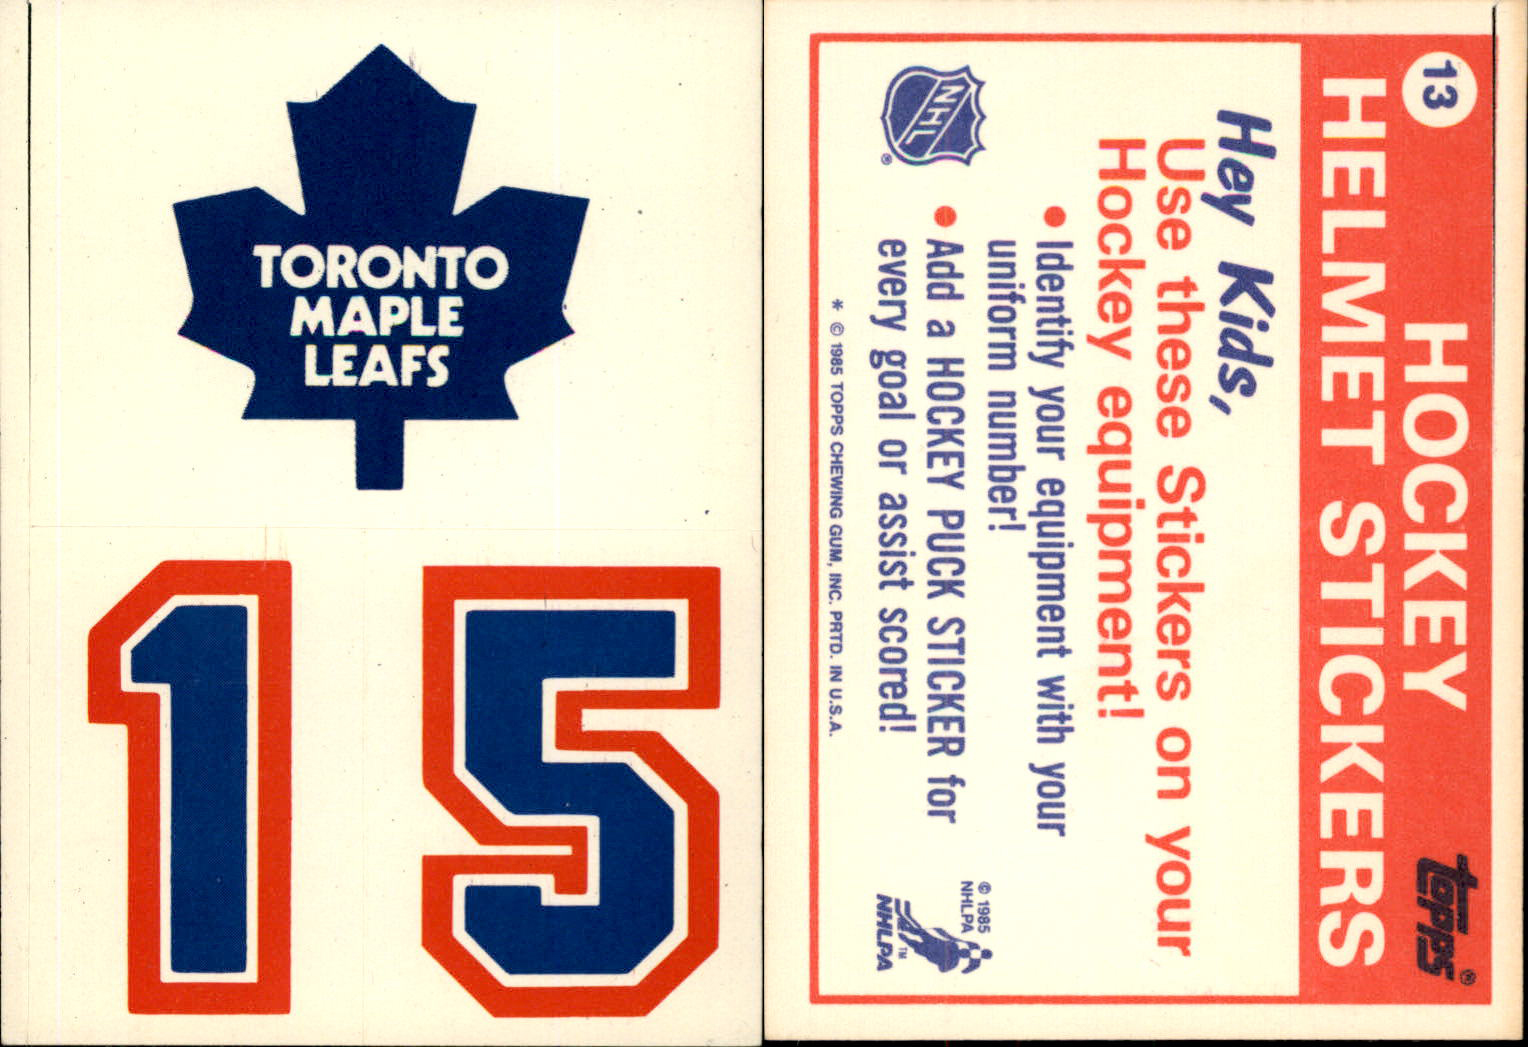 TORONTO
MAPLE
LEAFS
15
13
HOCKEY
HELMET STICKERS
topps®
Hey Kids,
Use these Stickers on your
Hockey equipment!
• Identify your equipment with your
uniform number!
• Add a HOCKEY PUCK STICKER for
every goal or assist scored!
NHL
®
© 1985
NHLPA
TM
NHLPA
* © 1985 TOPPS CHEWING GUM, INC. PRTD. IN U.S.A.